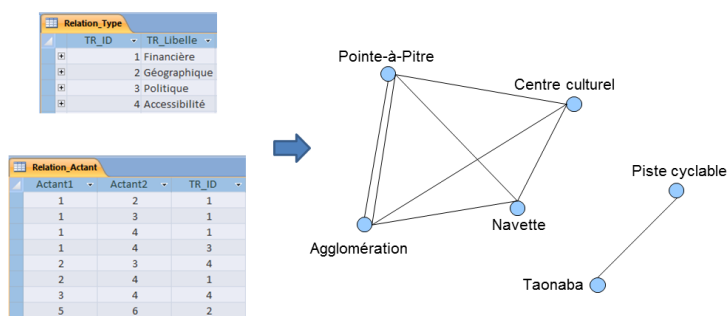 Relation_Type
TR_ID TR_Libelle
1 Financière
2 Géographique
3 Politique
4 Accessibilité
Relation_Actant
Actant1 Actant2 TR_ID
1 2 1
1 3 1
1 4 1
1 4 3
2 3 4
2 4 1
3 4 4
5 6 2
Pointe-à-Pitre
Centre culturel
Piste cyclable
Navette
Agglomération
Taonaba